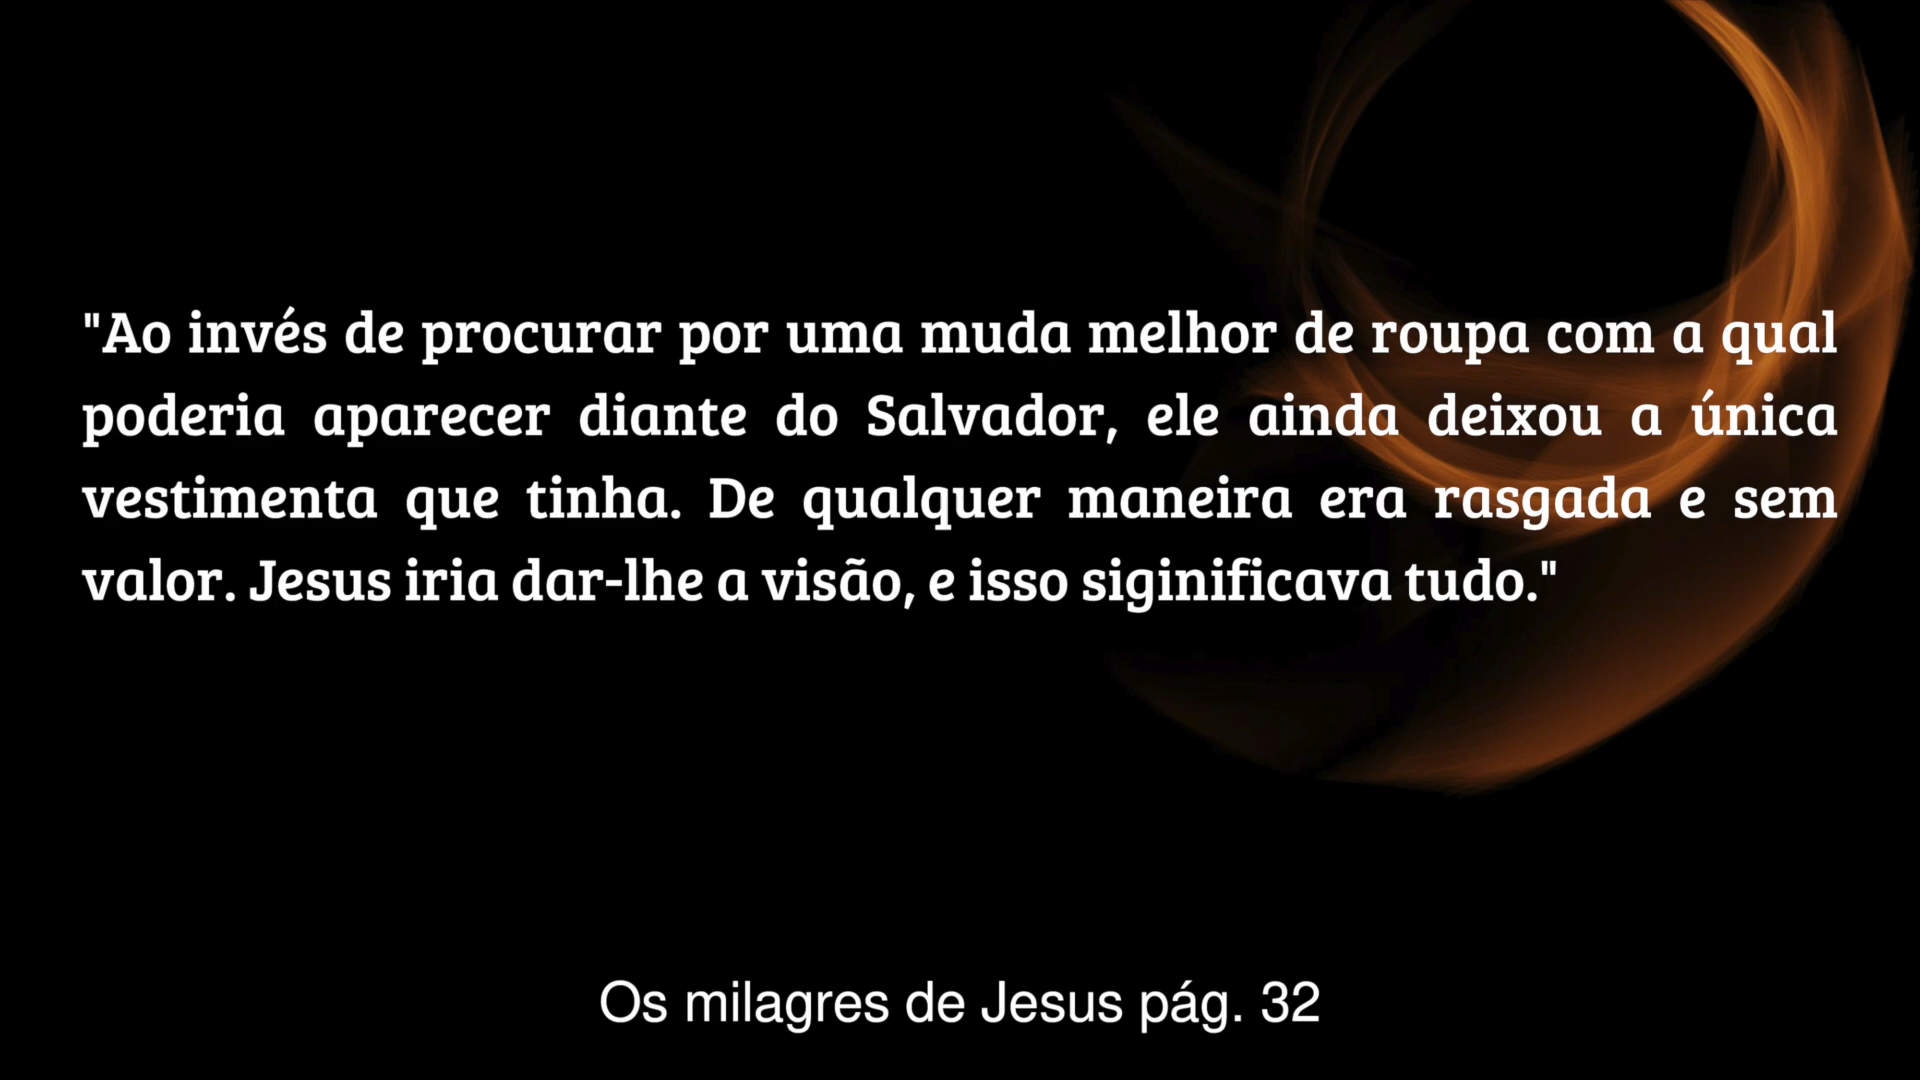 "Ao invés de procurar por uma muda melhor de roupa com a qual
poderia aparecer diante do Salvador, ele ainda deixou a única
vestimenta que tinha. De qualquer maneira era rasgada e sem
valor. Jesus iria dar-lhe a visão, e isso siginificava tudo."
Os milagres de Jesus pág. 32